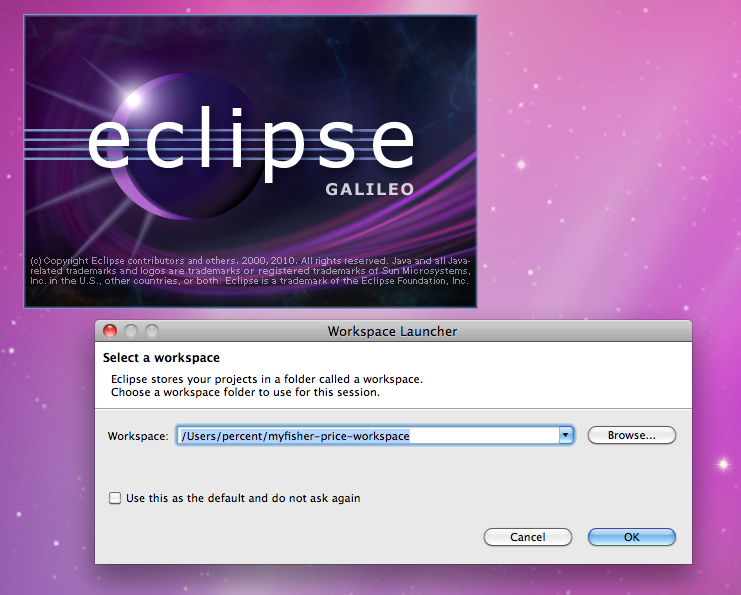 eclipse
GALILEO
(c) Copyright Eclipse contributors and others. 2000, 2010. All rights reserved. Java and all Java-
related trademarks and logos are trademarks or registered trademarks of Sun Microsystems,
Inc. in the U.S., other countries, or both. Eclipse is a trademark of the Eclipse Foundation, Inc.
Workspace Launcher
Select a workspace
Eclipse stores your projects in a folder called a workspace.
Choose a workspace folder to use for this session.
Workspace: /Users/percent/myfisher-price-workspace Browse...
Use this as the default and do not ask again
Cancel OK